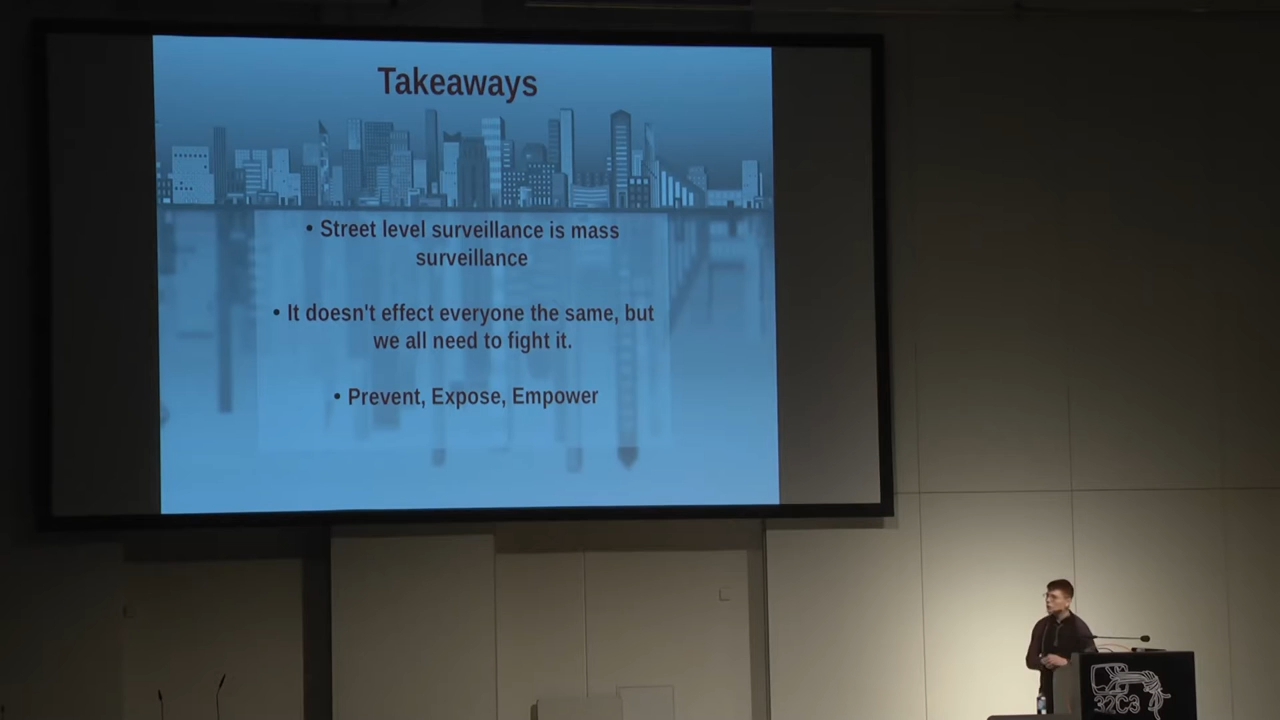 Takeaways
• Street level surveillance is mass
surveillance
• It doesn't effect everyone the same, but
we all need to fight it.
• Prevent, Expose, Empower
32C3